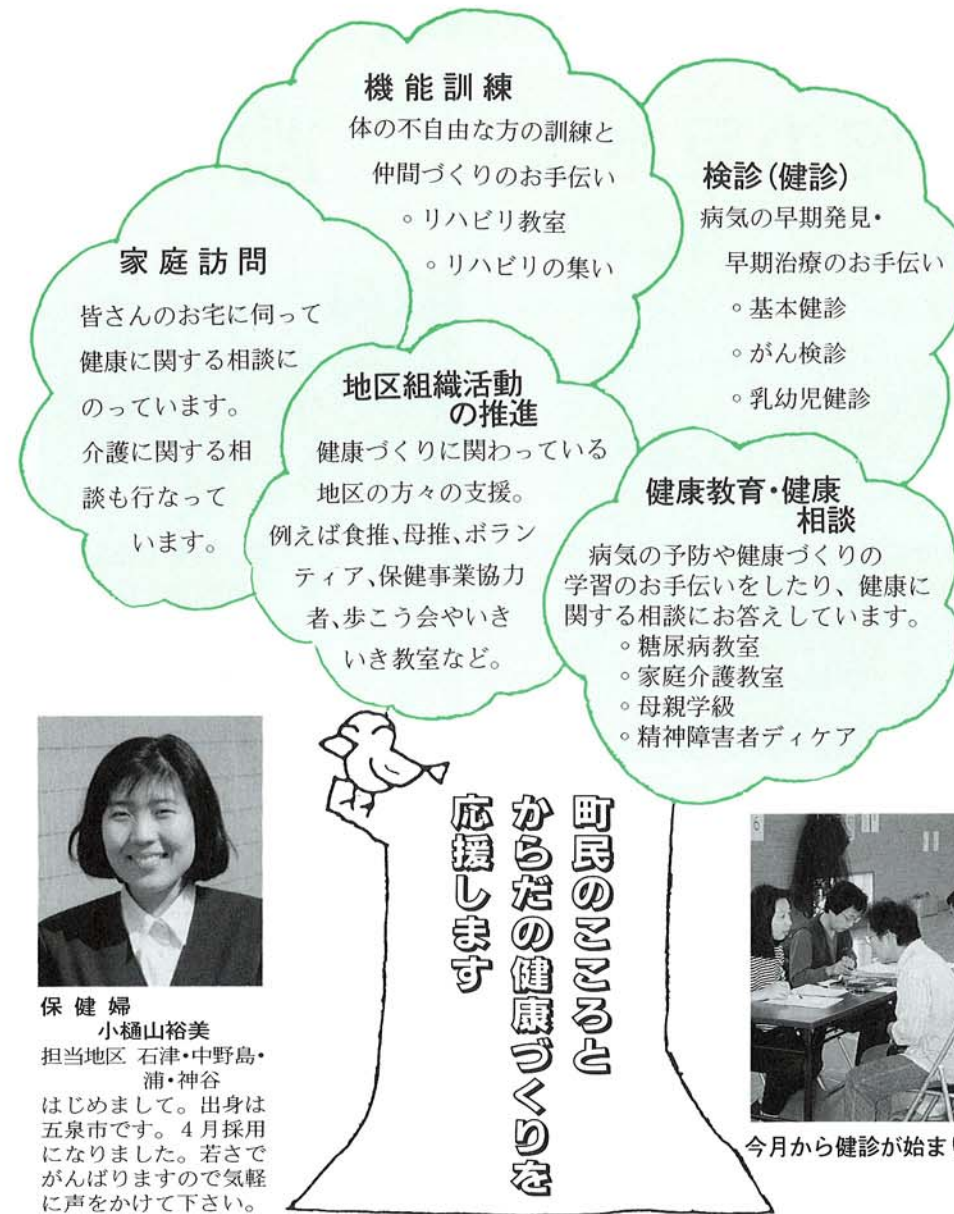 機能訓練
体の不自由な方の訓練と
仲間づくりのお手伝い
◦リハビリ教室
◦リハビリの集い
検診(健診)
病気の早期発見・
早期治療のお手伝い
◦基本健診
◦がん検診
◦乳幼児健診
家庭訪問
皆さんのお宅に伺って
健康に関する相談に
のっています。
介護に関する相
談も行なって
います。
地区組織活動
の推進
健康づくりに関わっている
地区の方々の支援。
例えば食推、母推、ボラン
ティア、保健事業協力
者、歩こう会やいき
いき教室など。
健康教育・健康
相談
病気の予防や健康づくりの
学習のお手伝いをしたり、健康に
関する相談にお答えしています。
◦糖尿病教室
◦家庭介護教室
◦母親学級
◦精神障害者ディケア
町民のこころと
からだの健康づくりを
応援します
保健婦
小樋山裕美
担当地区 石津・中野島・
浦・神谷
はじめまして。出身は
五泉市です。4月採用
になりました。若さで
がんばりますので気軽
に声をかけて下さい。
6
今月から健診が始ま